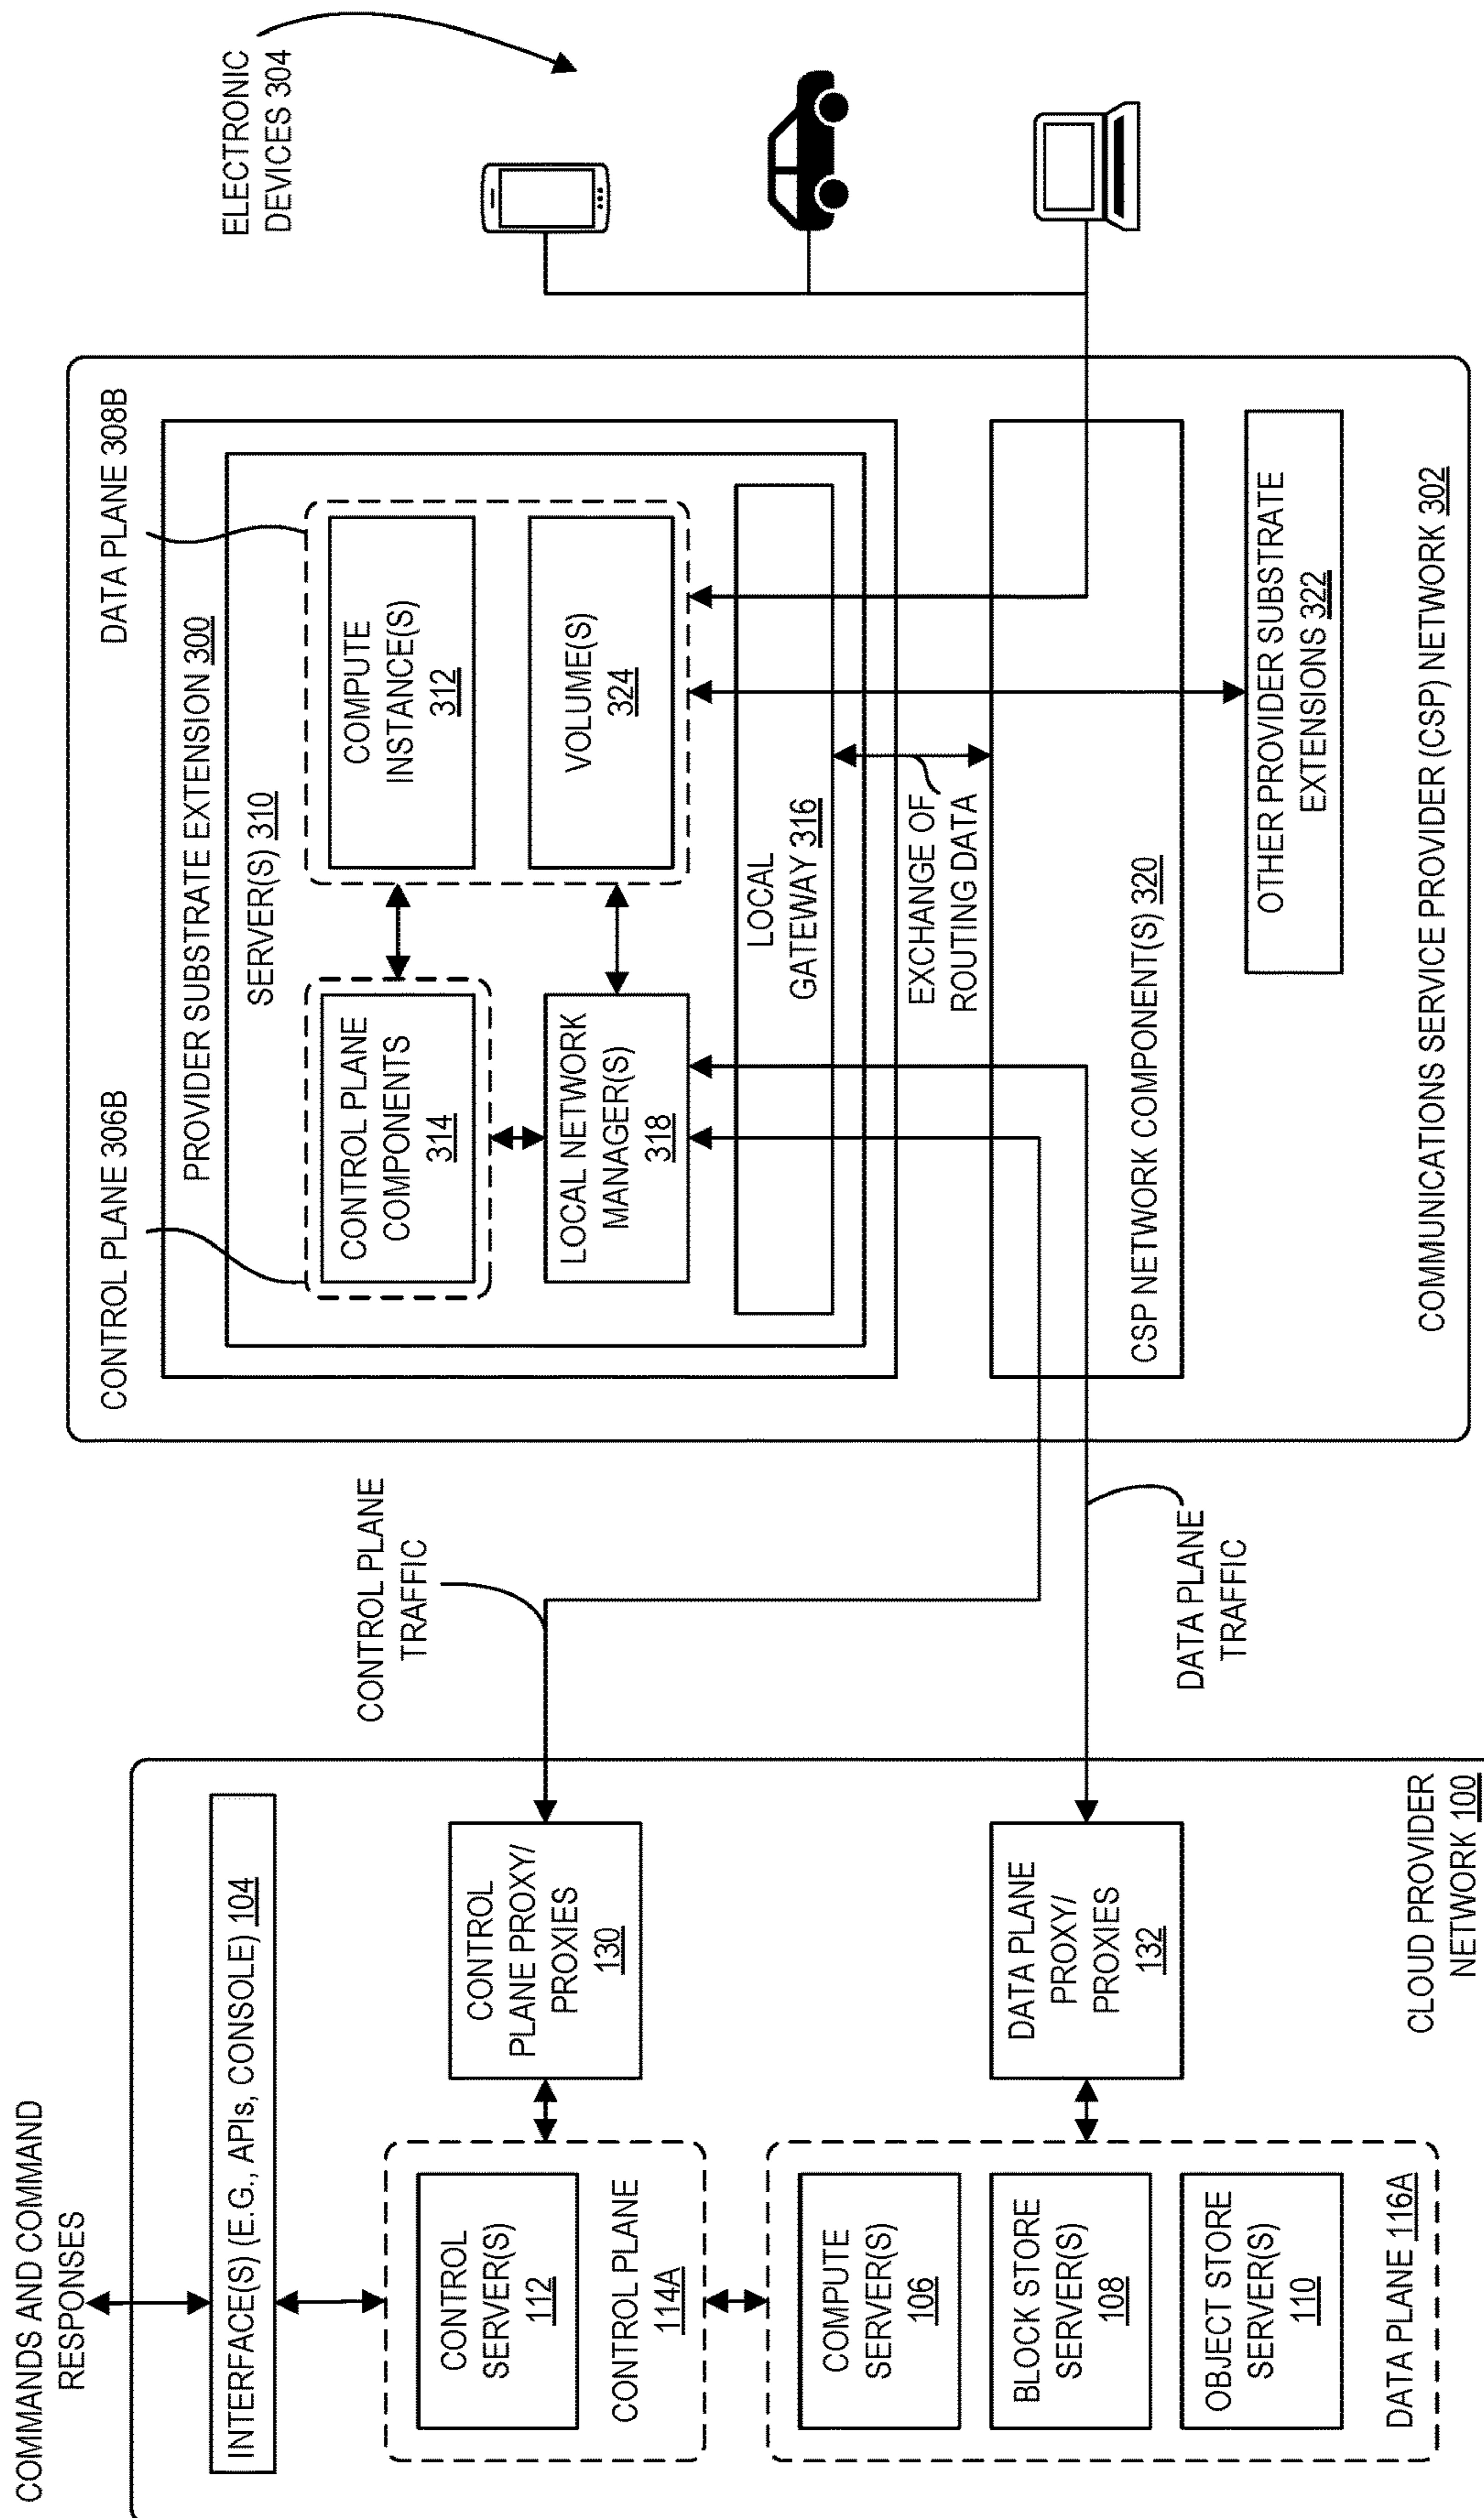 COMMANDS AND COMMAND
RESPONSES
INTERFACE(S) (E.G., APIs, CONSOLE) 104
CONTROL
SERVER(S)
112
CONTROL PLANE
114A
COMPUTE
SERVER(S)
106
BLOCK STORE
SERVER(S)
108
OBJECT STORE
SERVER(S)
110
DATA PLANE 116A
CONTROL
PLANE PROXY/
PROXIES
130
DATA PLANE
PROXY/
PROXIES
132
CLOUD PROVIDER
NETWORK 100
CONTROL PLANE
TRAFFIC
DATA PLANE
TRAFFIC
CONTROL PLANE 306B
DATA PLANE 308B
PROVIDER SUBSTRATE EXTENSION 300
SERVER(S) 310
CONTROL PLANE
COMPONENTS
314
COMPUTE
INSTANCE(S)
312
LOCAL NETWORK
MANAGER(S)
318
VOLUME(S)
324
LOCAL
GATEWAY 316
EXCHANGE OF
ROUTING DATA
CSP NETWORK COMPONENT(S) 320
OTHER PROVIDER SUBSTRATE
EXTENSIONS 322
COMMUNICATIONS SERVICE PROVIDER (CSP) NETWORK 302
ELECTRONIC
DEVICES 304